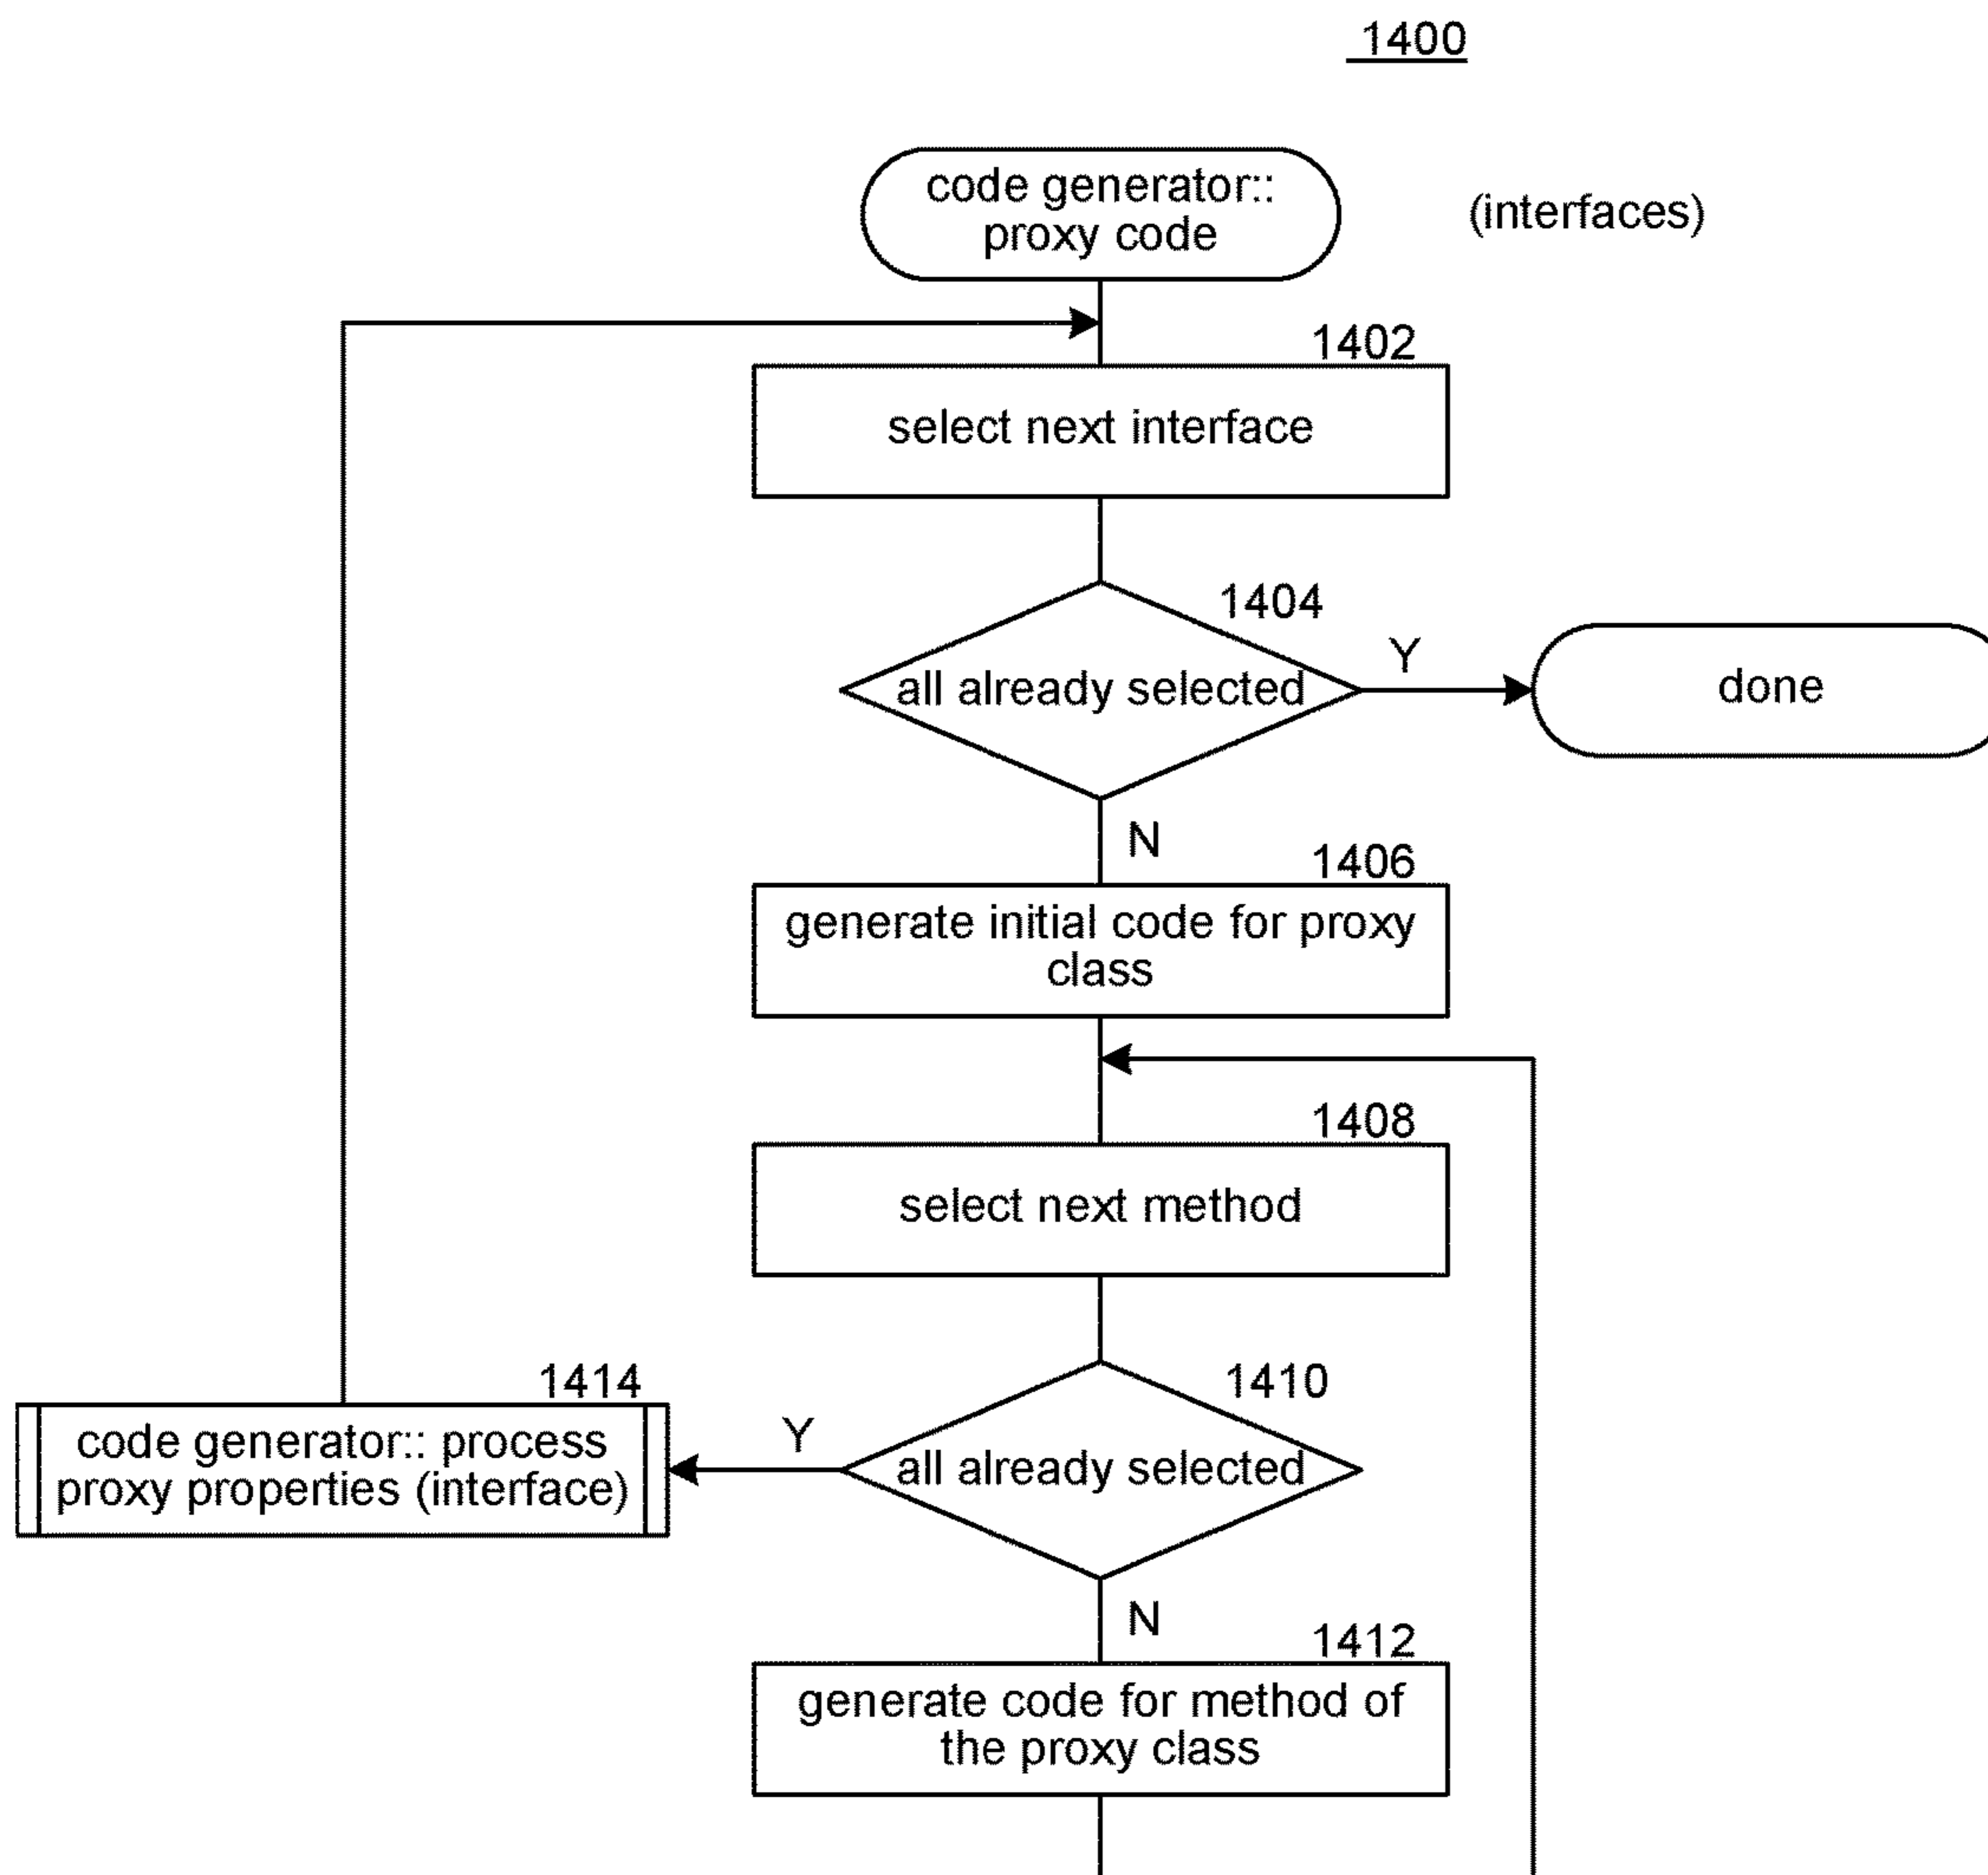 1400
code generator::
proxy code
(interfaces)
1402
select next interface
1404
all already selected
Y
done
N
1406
generate initial code for proxy
class
1408
select next method
1410
all already selected
Y
1414
code generator:: process
proxy properties (interface)
N
1412
generate code for method of
the proxy class